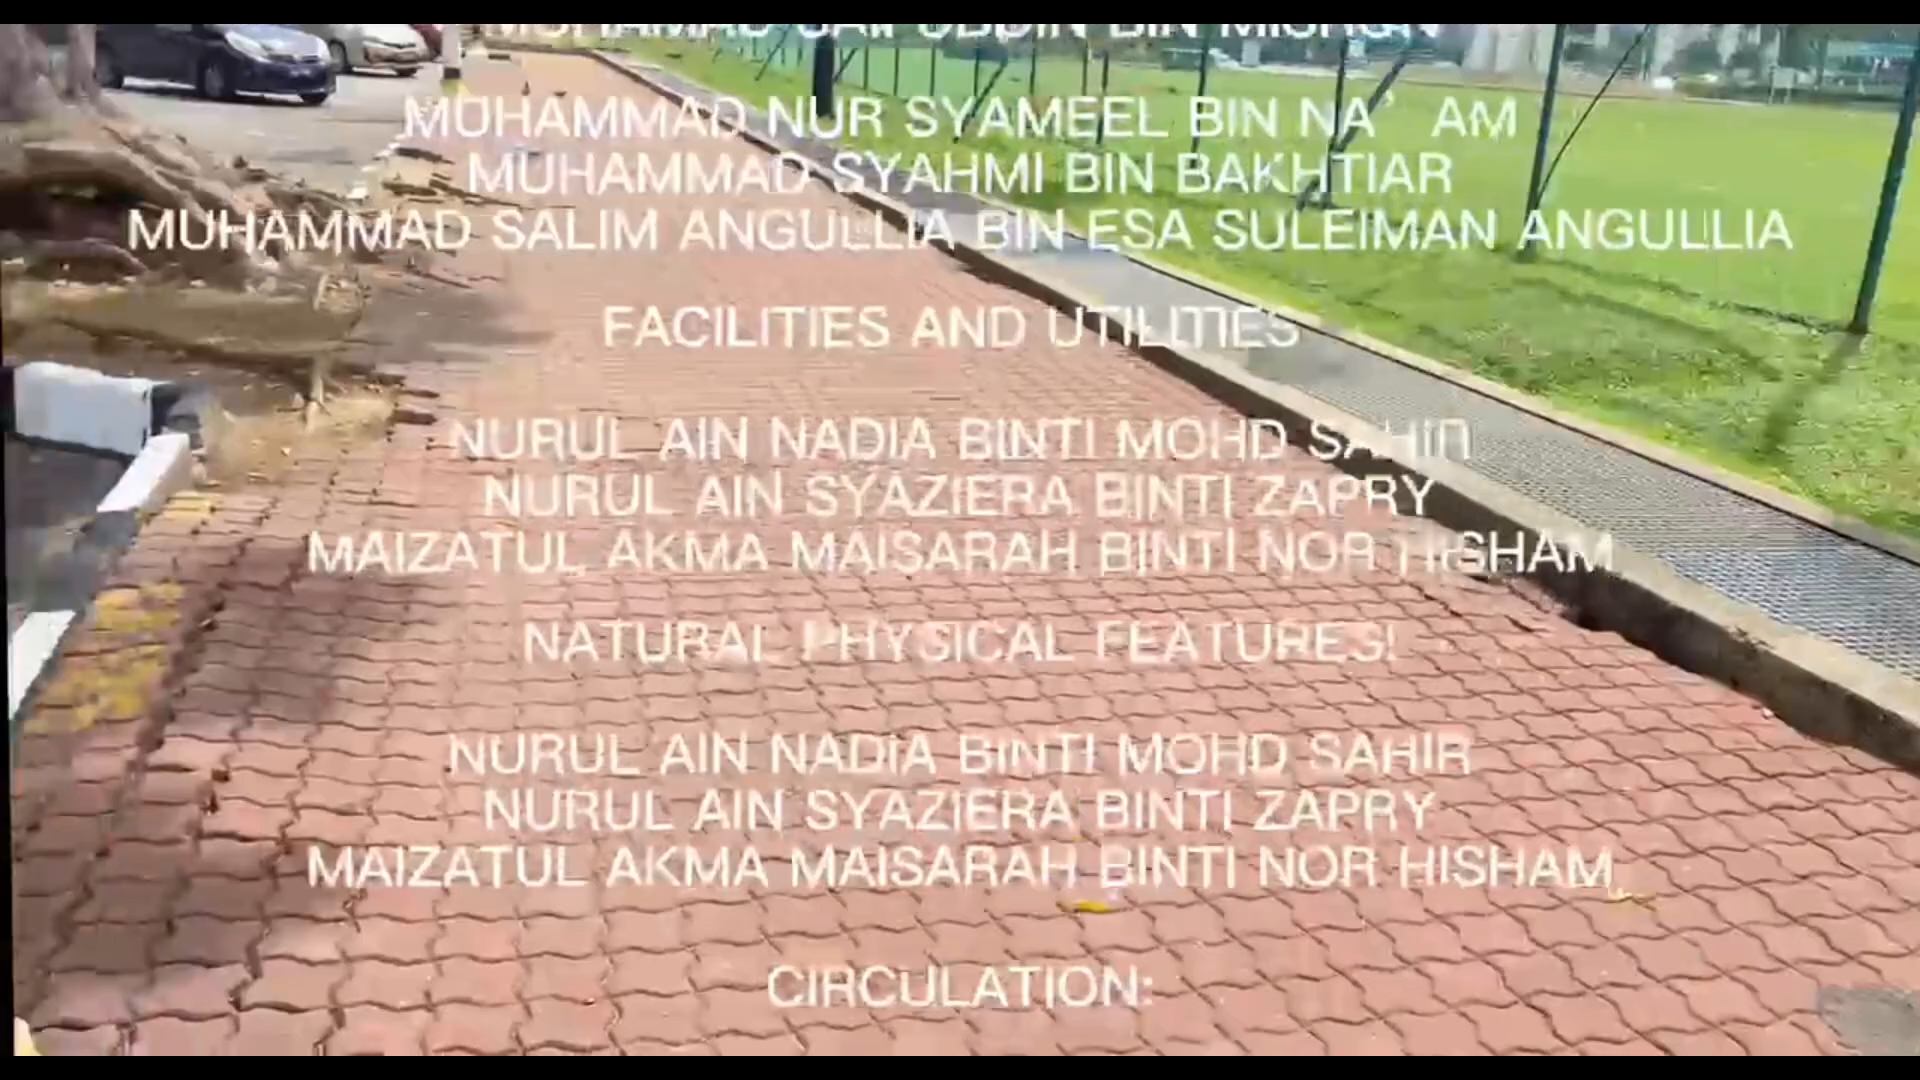 BIN
MUHAMMAD NUR SYAMEEL BIN NA' AM
MUHAMMAD SYAHMI BIN BAKHTIAR
MUHAMMAD SALIM ANGULLIA BIN ESA SULEIMAN ANGULLIA
FACILITIES AND UTILITIES
NURUL AIN NADIA BINTI MOHD SAHIR
NURUL AIN SYAZIERA BINTI ZAPRY
MAIZATUL AKMA MAISARAH BINTI NOR HISHAM
NATURAL PHYSICAL FEATURES:
NURUL AIN NADIA BINTI MOHD SAHIR
NURUL AIN SYAZIERA BINTI ZAPRY
MAIZATUL AKMA MAISARAH BINTI NOR HISHAM
CIRCULATION: